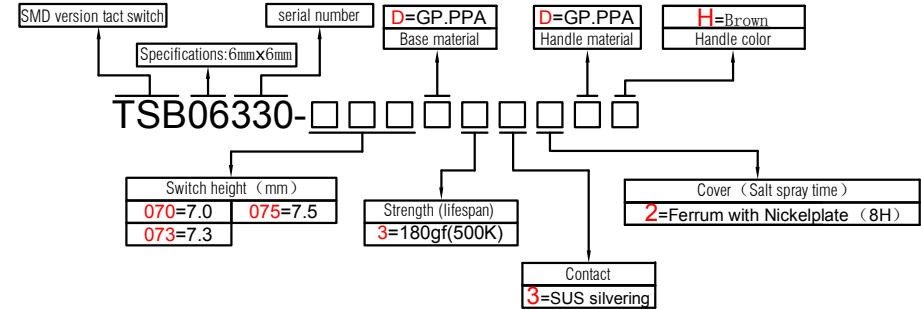 SMD version tact switch
serial number
D=GP.PPA
Base material
D=GP.PPA
Handle material
H=Brown
Handle color
Specifications:6mmX6mm
TSB06330-□□□□□□□□□
Switch height（mm）
070=7.0 075=7.5
073=7.3
Strength (lifespan)
3=180gf(500K)
Cover（Salt spray time）
2=Ferrum with Nickelplate（8H）
Contact
3=SUS silvering